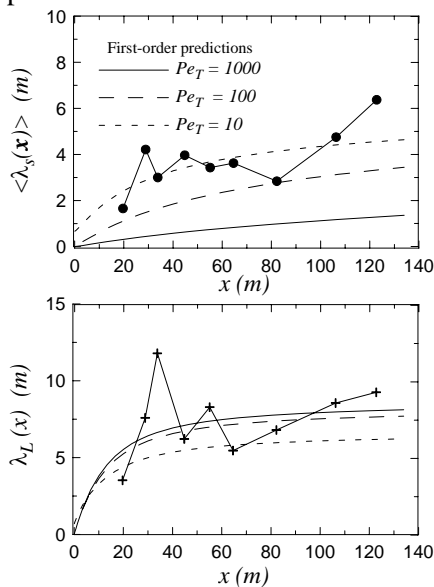 10
8
6
4
2
0
<λs(x)> (m)
First-order predictions
PeT = 1000
PeT = 100
PeT = 10
0 20 40 60 80 100 120 140
x (m)
15
10
5
0
λL(x) (m)
0 20 40 60 80 100 120 140
x (m)